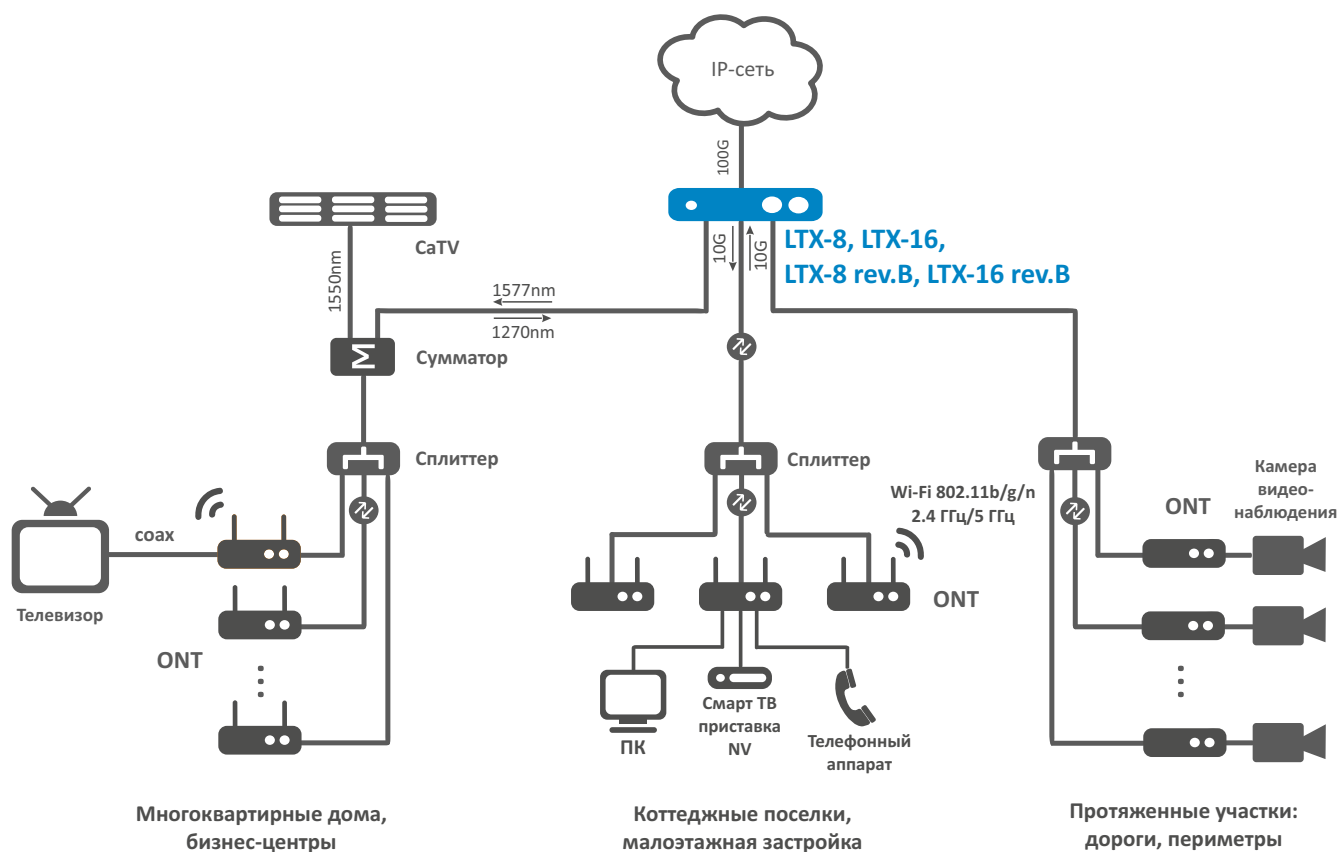 IP-сеть
100G
CaTV
1550nm
10G
10G
LTX-8, LTX-16,
LTX-8 rev.B, LTX-16 rev.B
1577nm
1270nm
Сумматор
Сплиттер
Сплиттер
Wi-Fi 802.11b/g/n
2.4 ГГц/5 ГГц
Камера
видео-
наблюдения
ONT
coax
Телевизор
ONT
ONT
ПК
Смарт ТВ
приставка
NV
Телефонный
аппарат
Многоквартирные дома,
бизнес-центры
Коттеджные поселки,
малоэтажная застройка
Протяженные участки:
дороги, периметры